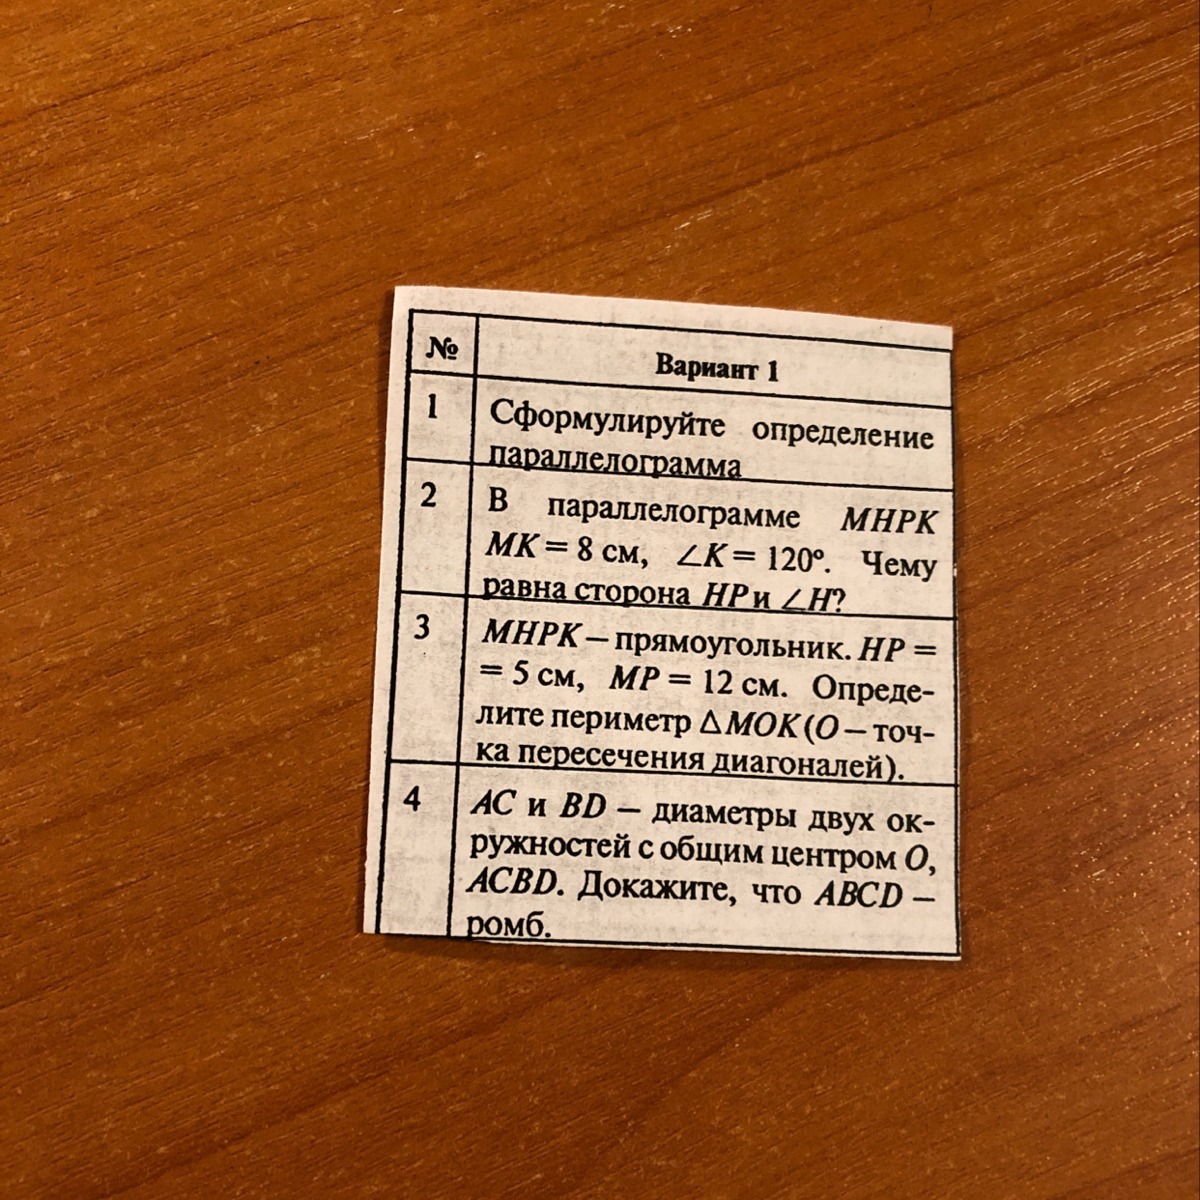 № Вариант 1
1 Сформулируйте определение
параллелограмма
2 В параллелограмме MHPK
MK = 8 см, ∠K = 120°. Чему
равна сторона HP и ∠H?
3 MHPK – прямоугольник. HP =
= 5 см, MP = 12 см. Опреде-
лите периметр △MOK (O – точ-
ка пересечения диагоналей).
4 AC и BD – диаметры двух ок-
ружностей с общим центром O,
ACBD. Докажите, что ABCD –
ромб.